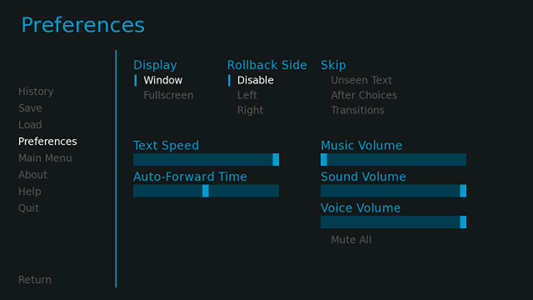 Preferences
History
Save
Load
Preferences
Main Menu
About
Help
Quit
Return
Display
Window
Fullscreen
Rollback Side
Disable
Left
Right
Skip
Unseen Text
After Choices
Transitions
Text Speed
Auto-Forward Time
Music Volume
Sound Volume
Voice Volume
Mute All